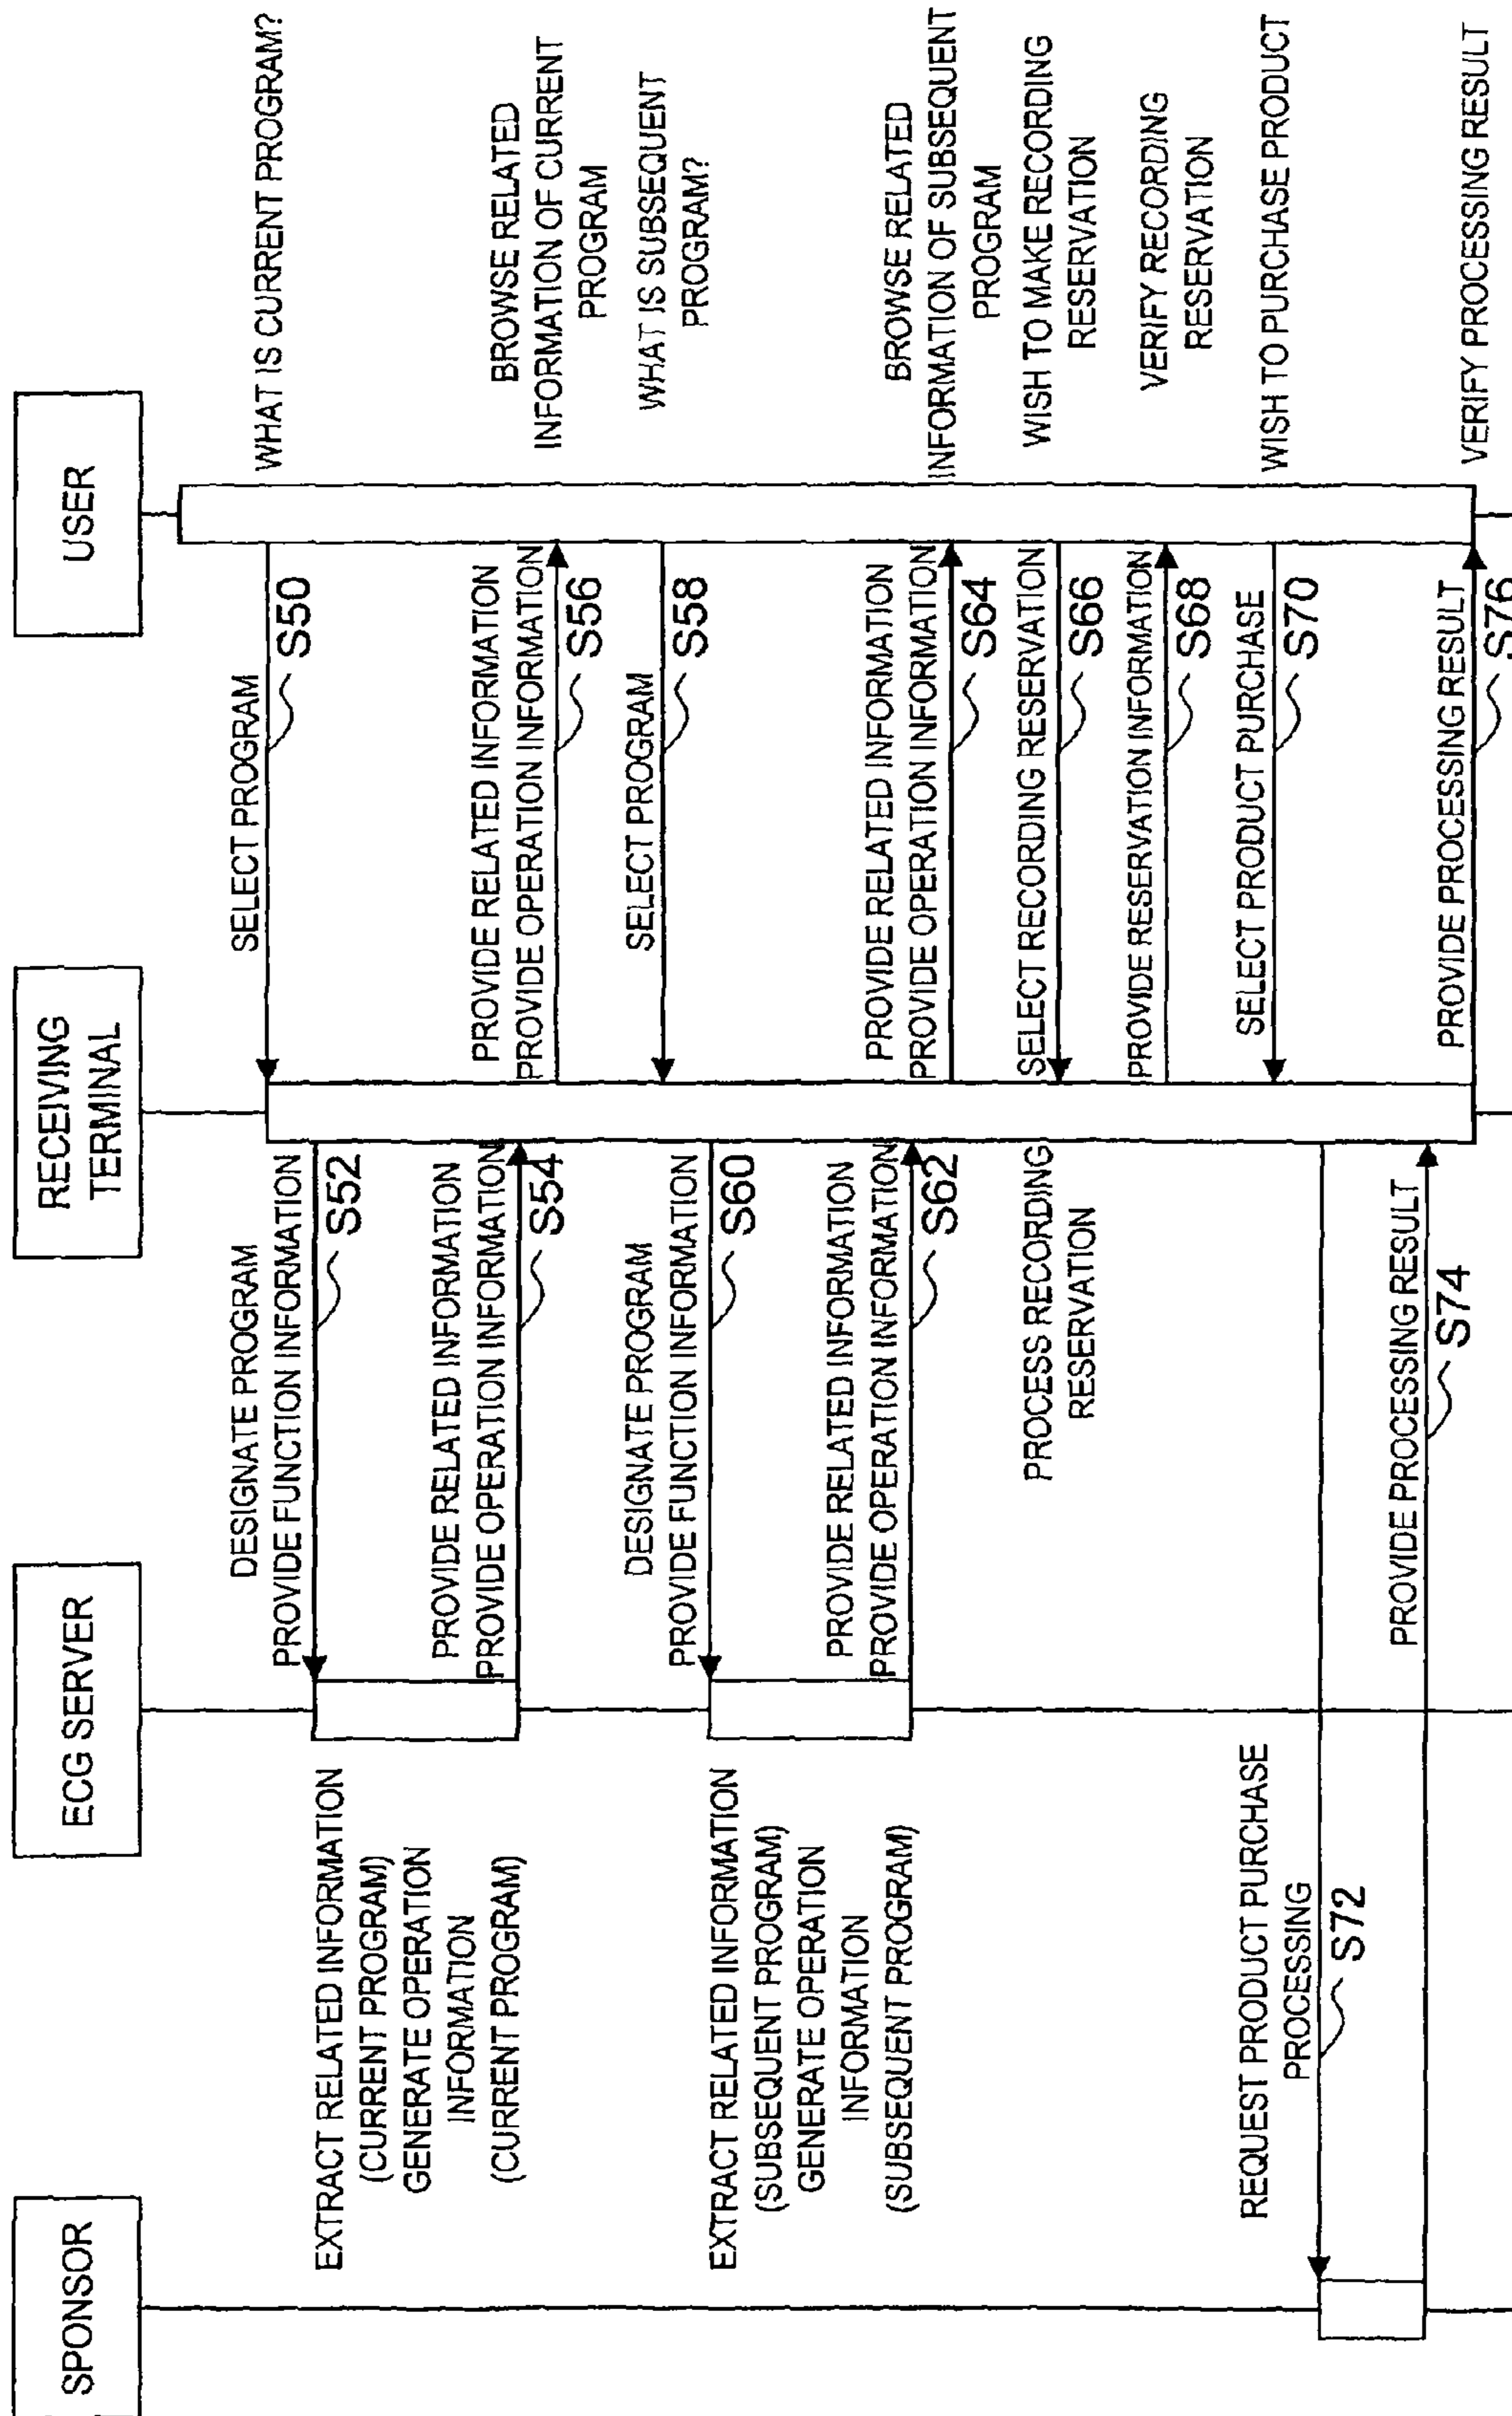 SPONSOR
ECG SERVER
RECEIVING
TERMINAL
USER
WHAT IS CURRENT PROGRAM?
SELECT PROGRAM
S50
DESIGNATE PROGRAM
PROVIDE FUNCTION INFORMATION
S52
EXTRACT RELATED INFORMATION
(CURRENT PROGRAM)
GENERATE OPERATION
INFORMATION
(CURRENT PROGRAM)
PROVIDE RELATED INFORMATION
PROVIDE OPERATION INFORMATION
S54
PROVIDE RELATED INFORMATION
PROVIDE OPERATION INFORMATION
S56
BROWSE RELATED
INFORMATION OF CURRENT
PROGRAM
WHAT IS SUBSEQUENT
PROGRAM?
SELECT PROGRAM
S58
DESIGNATE PROGRAM
PROVIDE FUNCTION INFORMATION
S60
EXTRACT RELATED INFORMATION
(SUBSEQUENT PROGRAM)
GENERATE OPERATION
INFORMATION
(SUBSEQUENT PROGRAM)
PROVIDE RELATED INFORMATION
PROVIDE OPERATION INFORMATION
S62
PROVIDE RELATED INFORMATION
PROVIDE OPERATION INFORMATION
S64
BROWSE RELATED
INFORMATION OF SUBSEQUENT
PROGRAM
WISH TO MAKE RECORDING
RESERVATION
SELECT RECORDING RESERVATION
S66
PROCESS RECORDING
RESERVATION
PROVIDE RESERVATION INFORMATION
S68
VERIFY RECORDING
RESERVATION
WISH TO PURCHASE PRODUCT
SELECT PRODUCT PURCHASE
S70
REQUEST PRODUCT PURCHASE
PROCESSING
S72
PROVIDE PROCESSING RESULT
S74
PROVIDE PROCESSING RESULT
S76
VERIFY PROCESSING RESULT